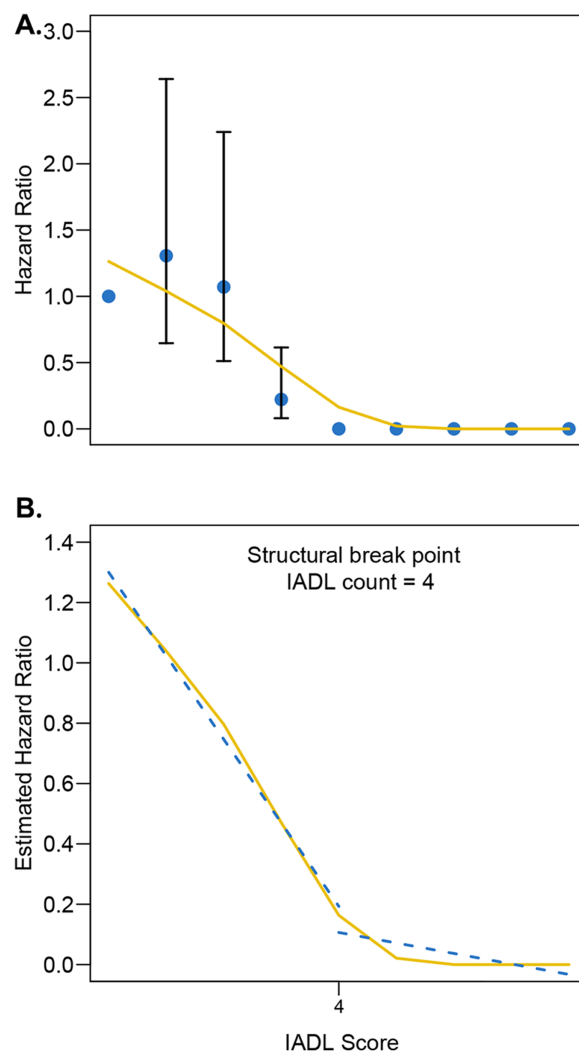 A.
3.0
2.5
2.0
1.5
1.0
0.5
0.0
Hazard Ratio
B.
Structural break point
IADL count = 4
1.4
1.2
1.0
0.8
0.6
0.4
0.2
0.0
Estimated Hazard Ratio
4
IADL Score